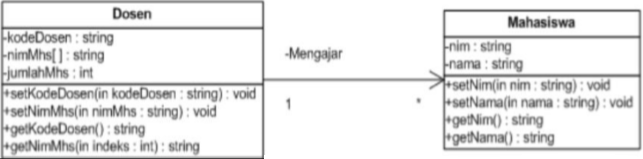 Dosen
-kodeDosen : string
-nimMhs[ ] : string
-jumlahMhs : int
+setKodeDosen(in kodeDosen : string) : void
+setNimMhs(in nimMhs : string) : void
+getKodeDosen() : string
+getNimMhs(in indeks : int) : string
-Mengajar
1
*
Mahasiswa
-nim : string
-nama : string
+setNim(in nim : string) : void
+setNama(in nama : string) : void
+getNim() : string
+getNama() : string